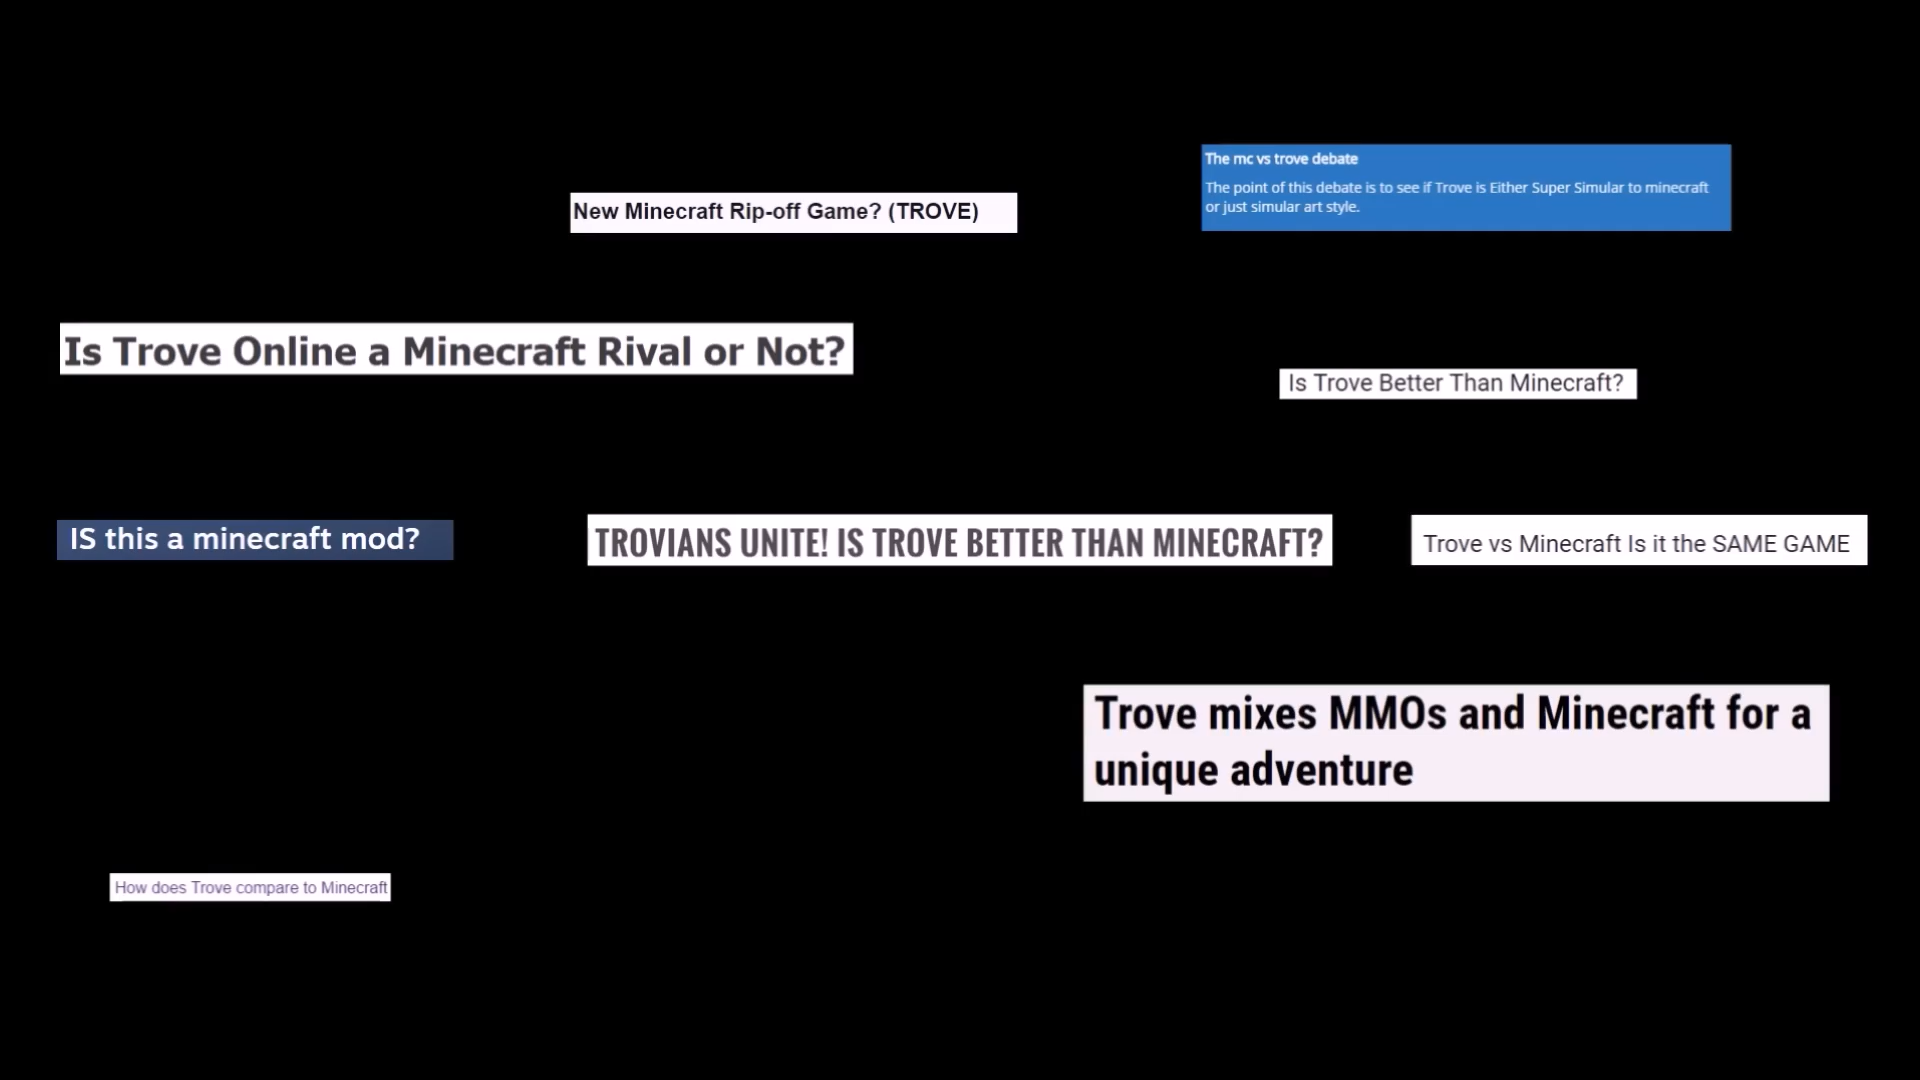 The mc vs trove debate
The point of this debate is to see if Trove is Either Super Simular to minecraft
or just simular art style.
New Minecraft Rip-off Game? (TROVE)
Is Trove Online a Minecraft Rival or Not?
Is Trove Better Than Minecraft?
IS this a minecraft mod?
TROVIANS UNITE! IS TROVE BETTER THAN MINECRAFT?
Trove vs Minecraft Is it the SAME GAME
Trove mixes MMOs and Minecraft for a
unique adventure
How does Trove compare to Minecraft